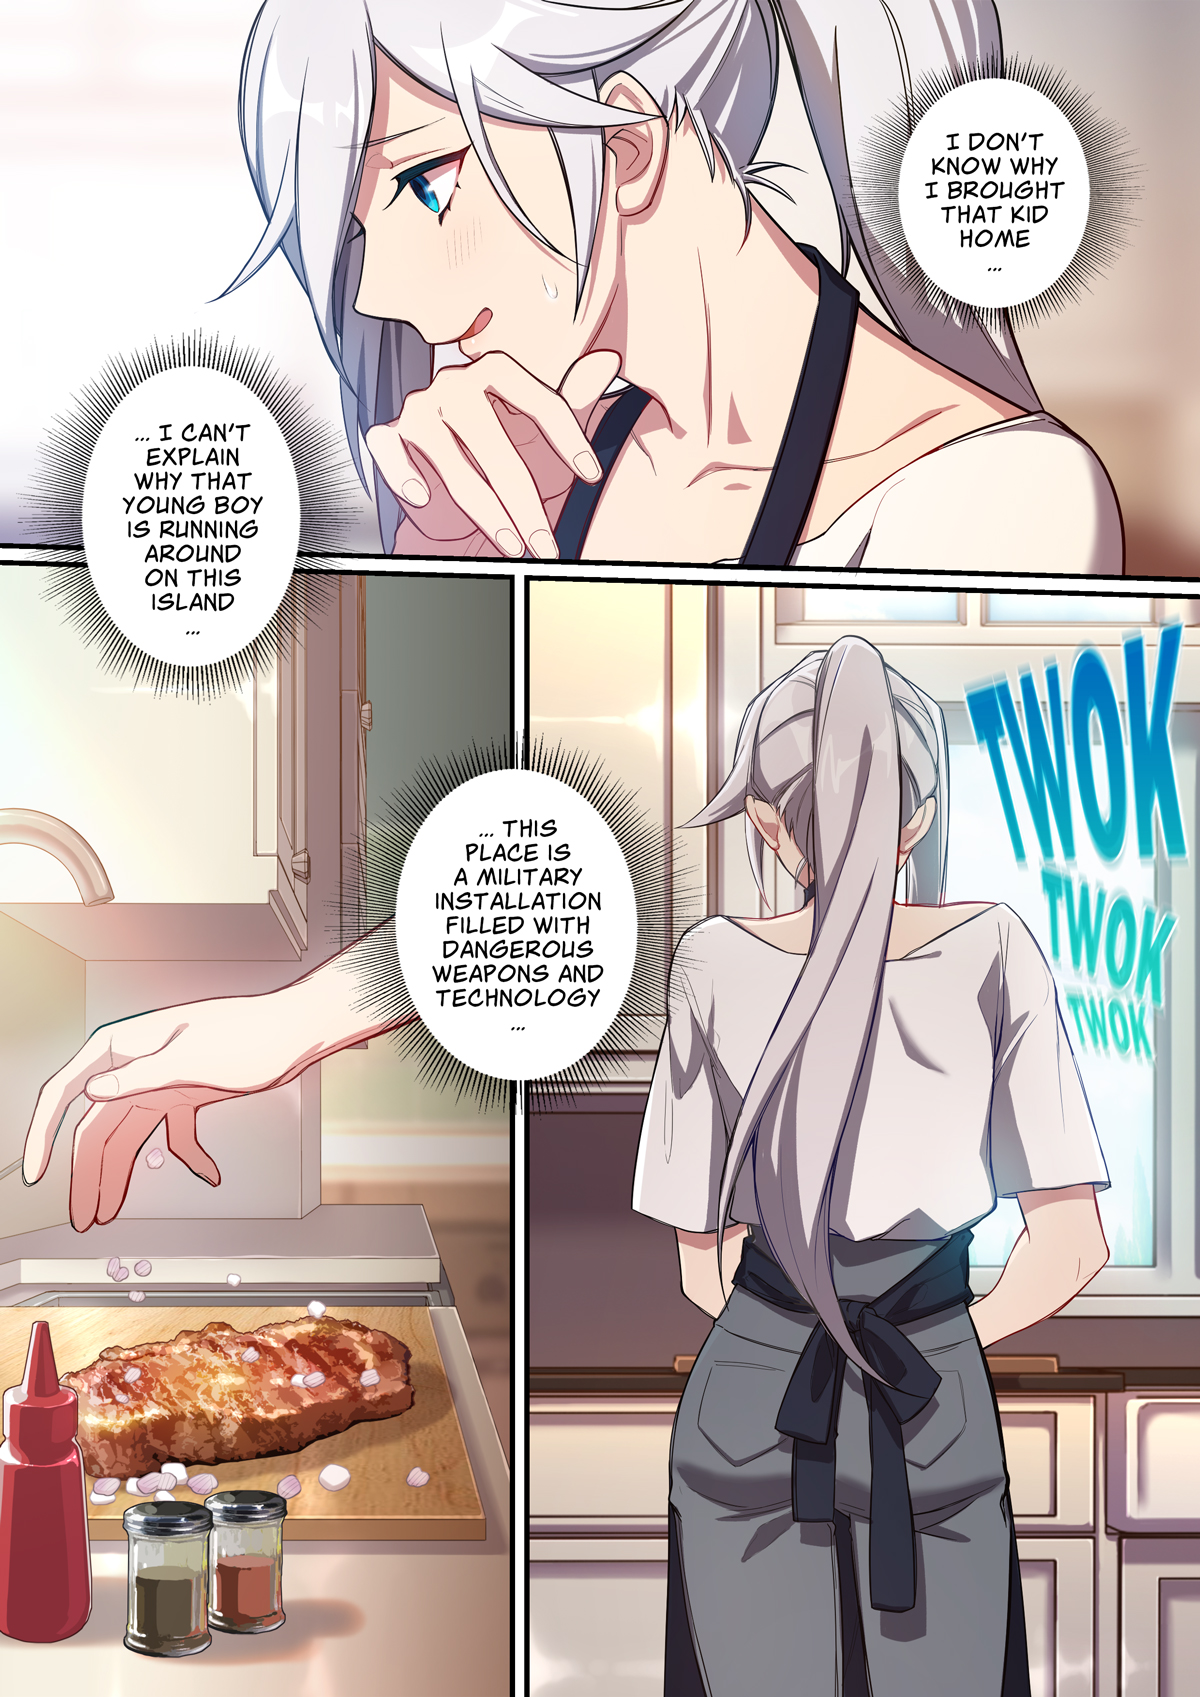 I DON'T
KNOW WHY
I BROUGHT
THAT KID
HOME
...
... I CAN'T
EXPLAIN
WHY THAT
YOUNG BOY
IS RUNNING
AROUND
ON THIS
ISLAND
...
... THIS
PLACE IS
A MILITARY
INSTALLATION
FILLED WITH
DANGEROUS
WEAPONS AND
TECHNOLOGY
...
TWOK
TWOK
TWOK